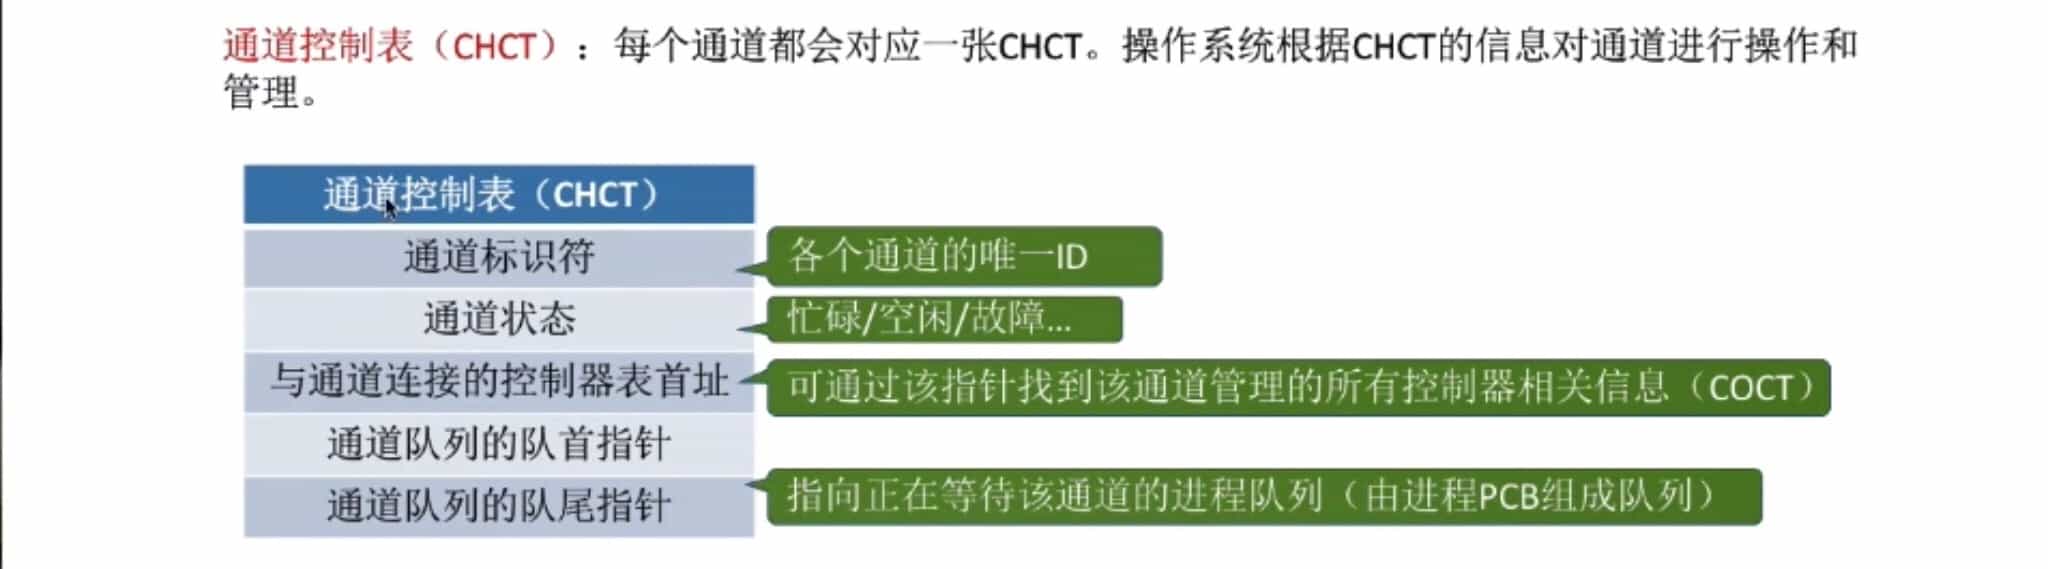 通道控制表（CHCT）：每个通道都会对应一张CHCT。操作系统根据CHCT的信息对通道进行操作和
管理。
通道控制表（CHCT）
通道标识符
各个通道的唯一ID
通道状态
忙碌/空闲/故障...
与通道连接的控制器表首址
可通过该指针找到该通道管理的所有控制器相关信息（COCT）
通道队列的队首指针
通道队列的队尾指针
指向正在等待该通道的进程队列（由进程PCB组成队列）